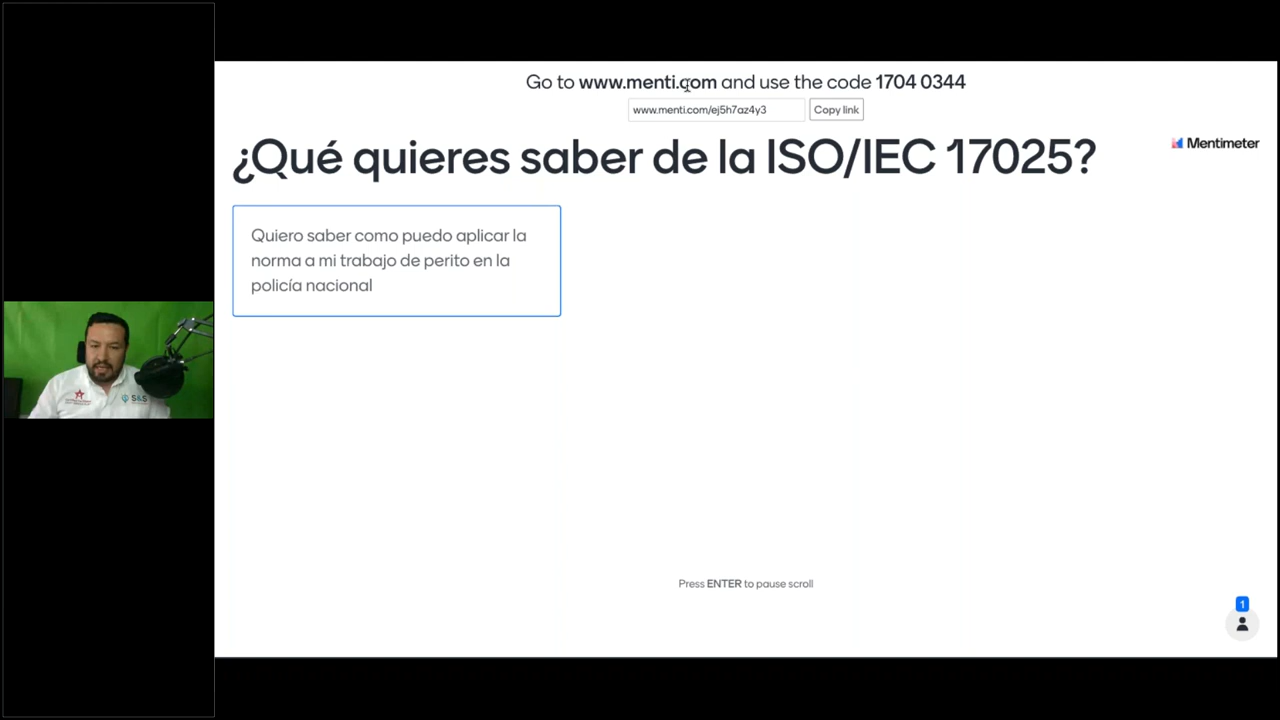 Go to www.menti.com and use the code 1704 0344
www.menti.com/ej5h7az4y3 Copy link
¿Qué quieres saber de la ISO/IEC 17025?
Mentimeter
Quiero saber como puedo aplicar la
norma a mi trabajo de perito en la
policía nacional
Press ENTER to pause scroll
1